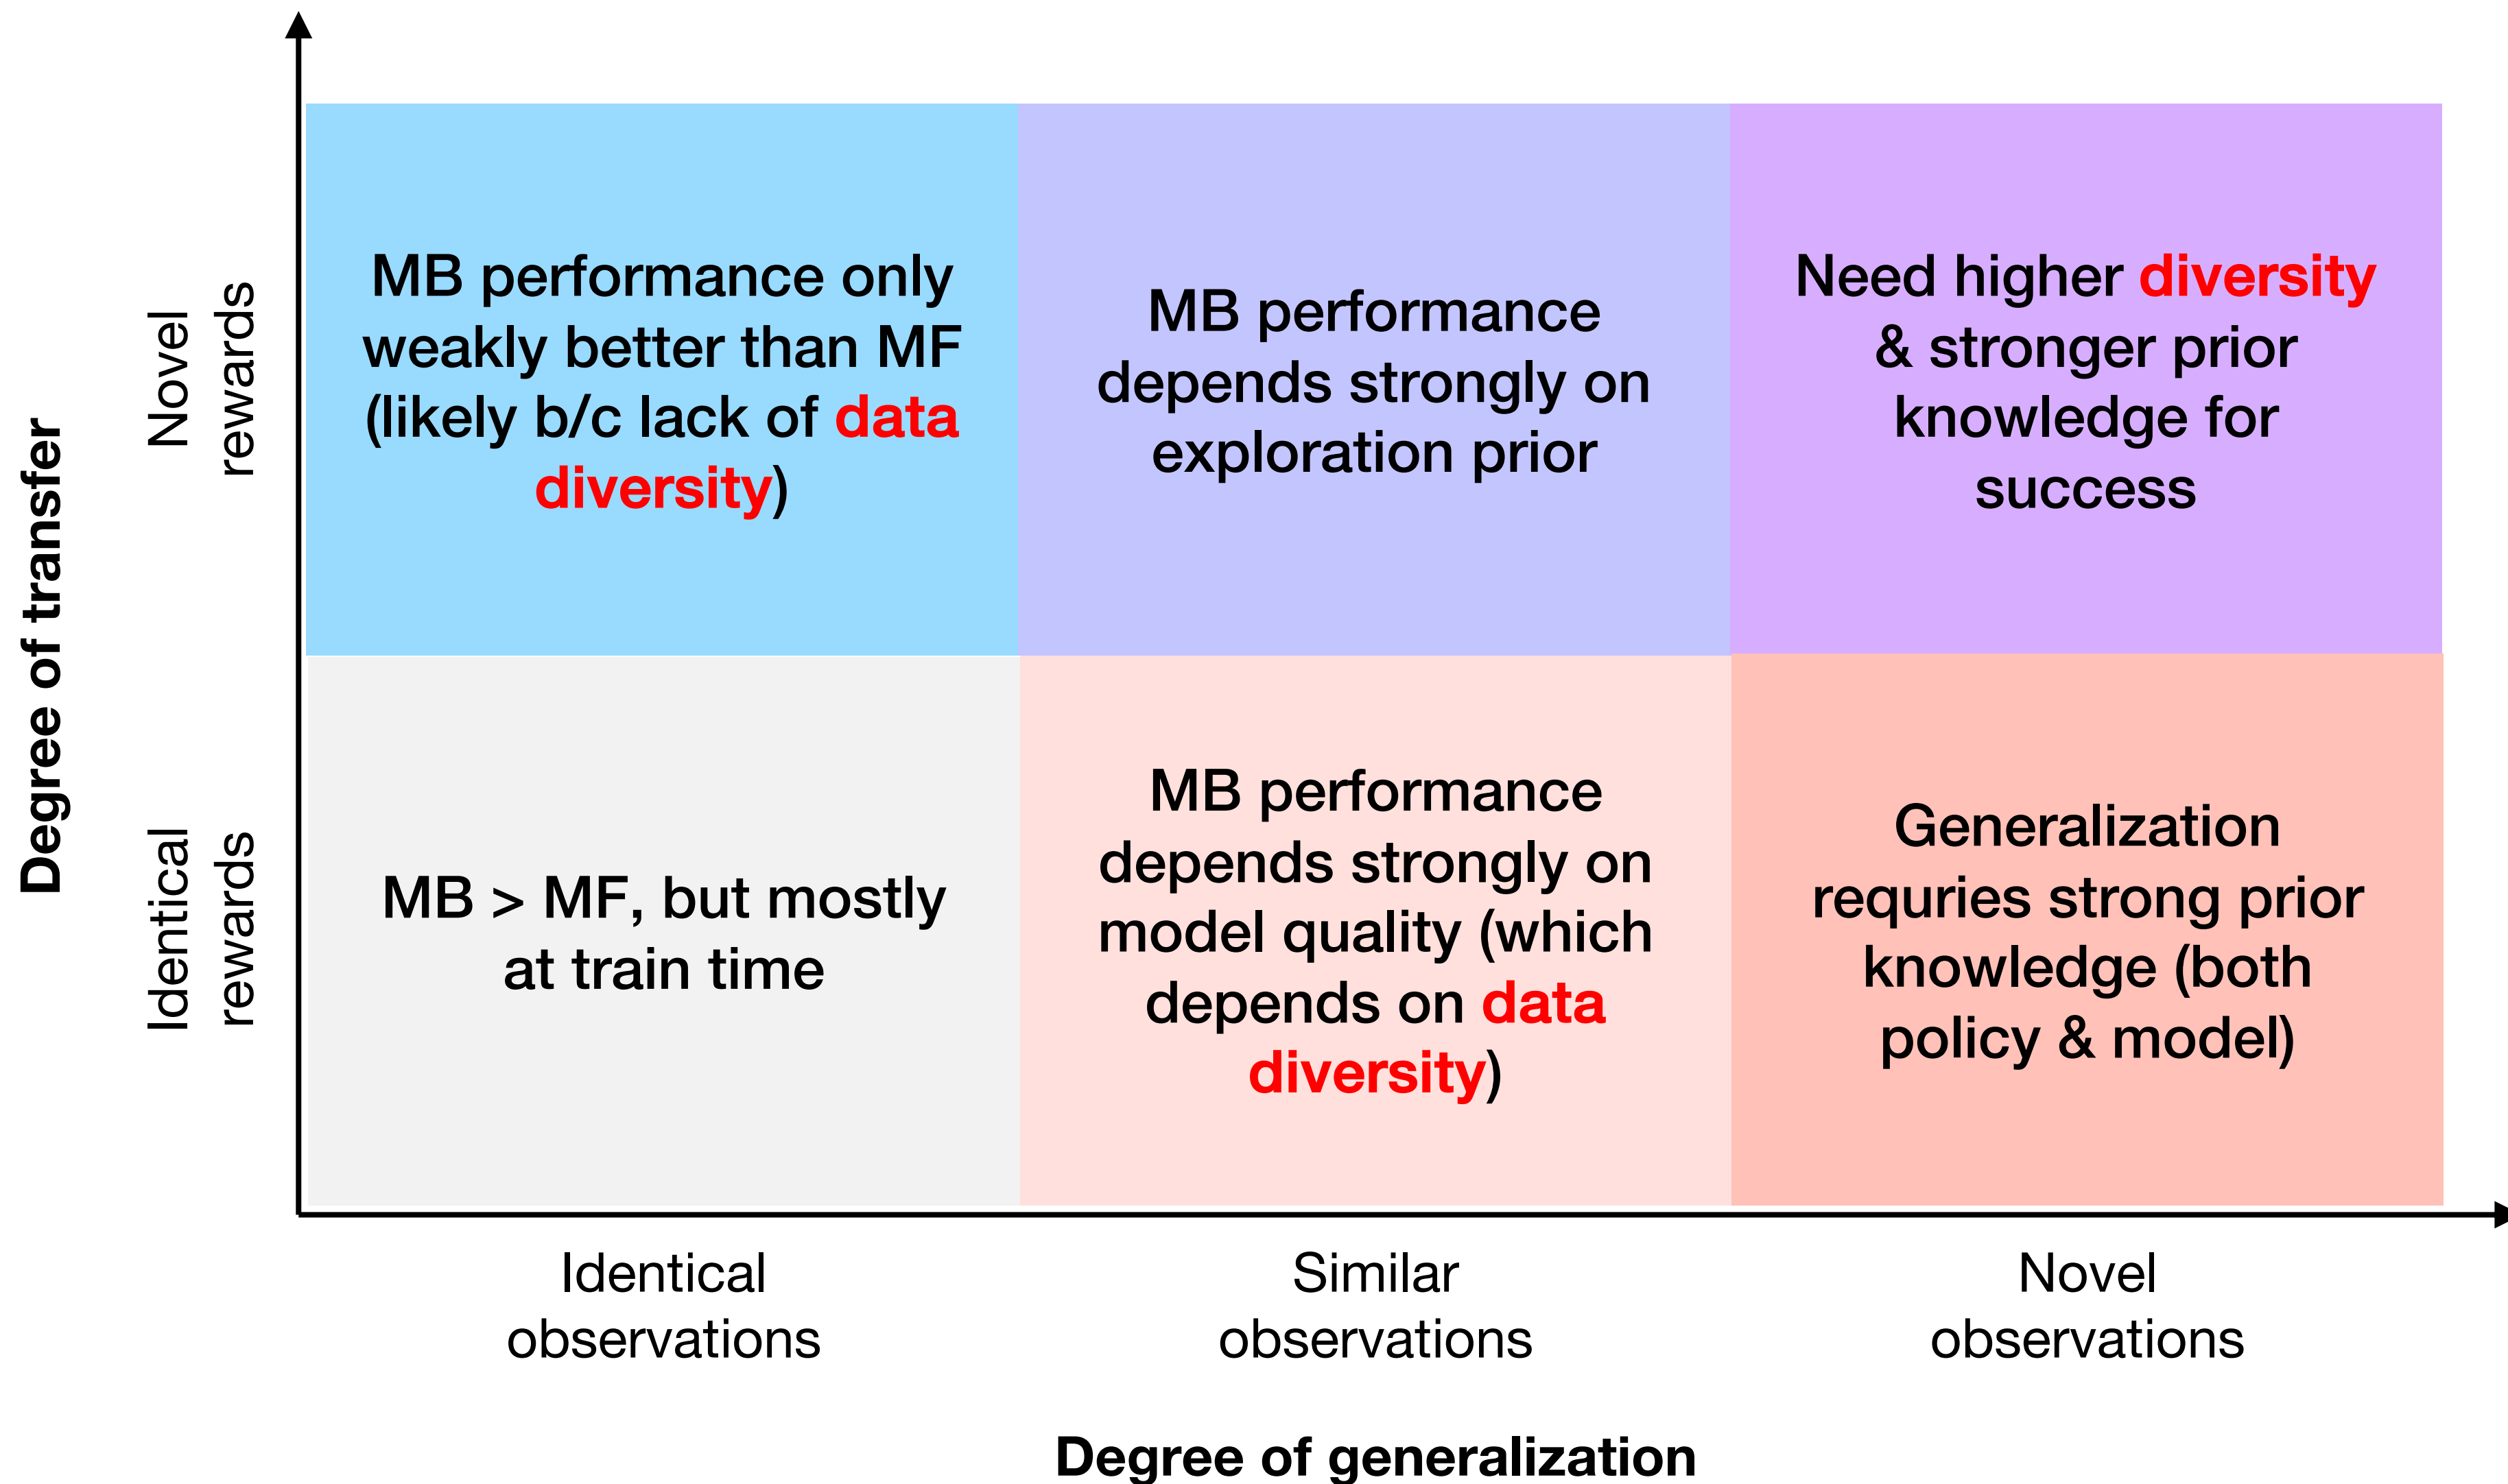 Degree of transfer
Novel
rewards
Identical
rewards
MB performance only
weakly better than MF
(likely b/c lack of data
diversity)
MB performance
depends strongly on
exploration prior
Need higher diversity
& stronger prior
knowledge for
success
MB > MF, but mostly
at train time
MB performance
depends strongly on
model quality (which
depends on data
diversity)
Generalization
requries strong prior
knowledge (both
policy & model)
Identical
observations
Similar
observations
Novel
observations
Degree of generalization